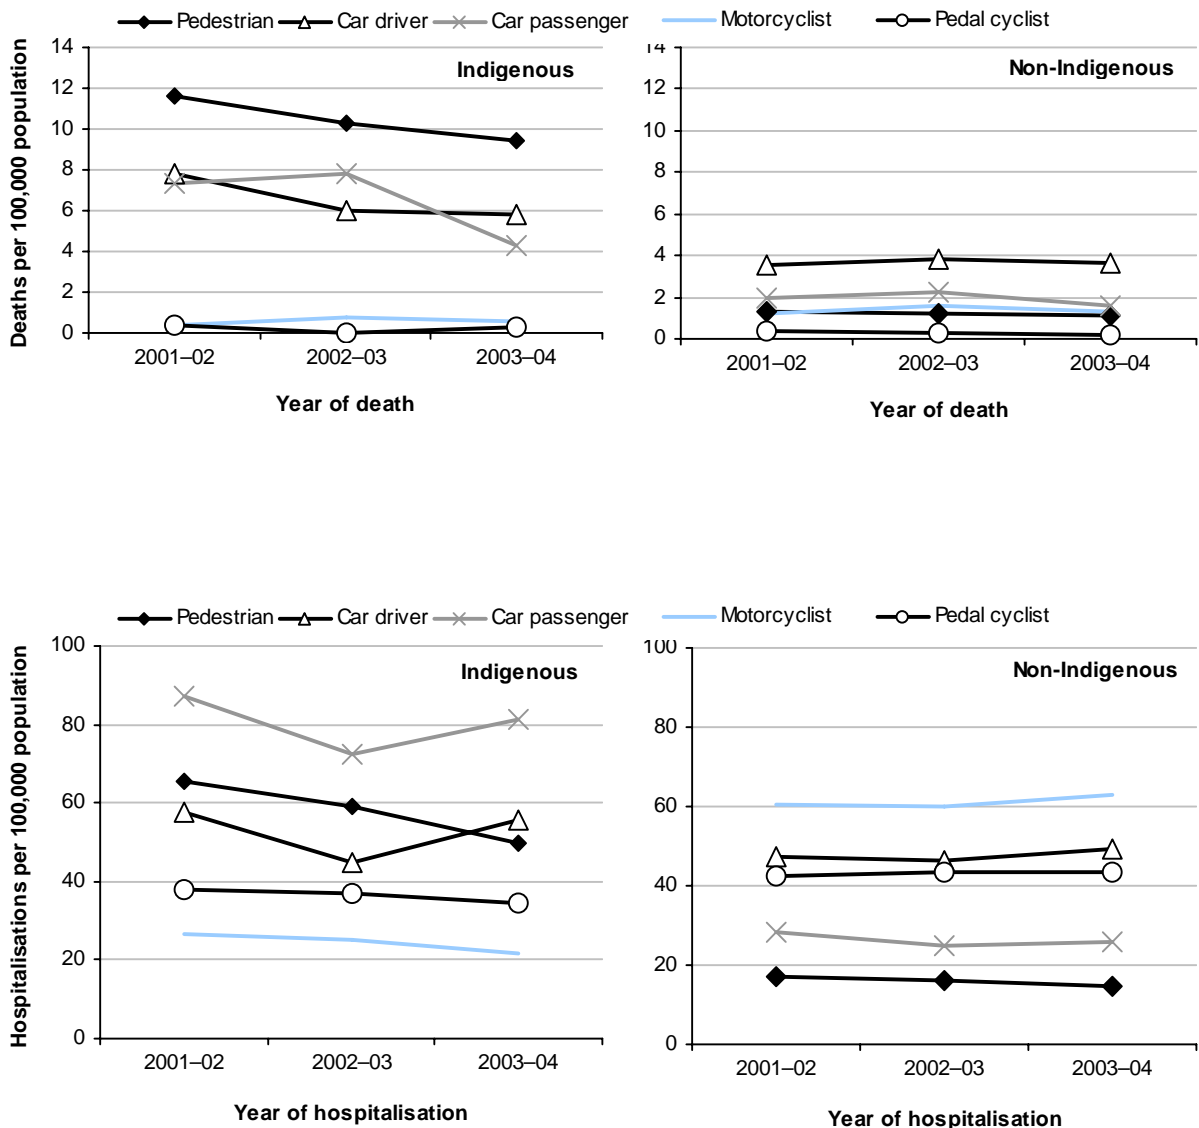 Pedestrian Car driver Car passenger Motorcyclist Pedal cyclist
Deaths per 100,000 population
14
12
10
8
6
4
2
0
Indigenous
2001–02 2002–03 2003–04
Year of death
14
12
10
8
6
4
2
0
Non-Indigenous
2001–02 2002–03 2003–04
Year of death
Pedestrian Car driver Car passenger Motorcyclist Pedal cyclist
Hospitalisations per 100,000 population
100
80
60
40
20
0
Indigenous
2001–02 2002–03 2003–04
Year of hospitalisation
100
80
60
40
20
0
Non-Indigenous
2001–02 2002–03 2003–04
Year of hospitalisation